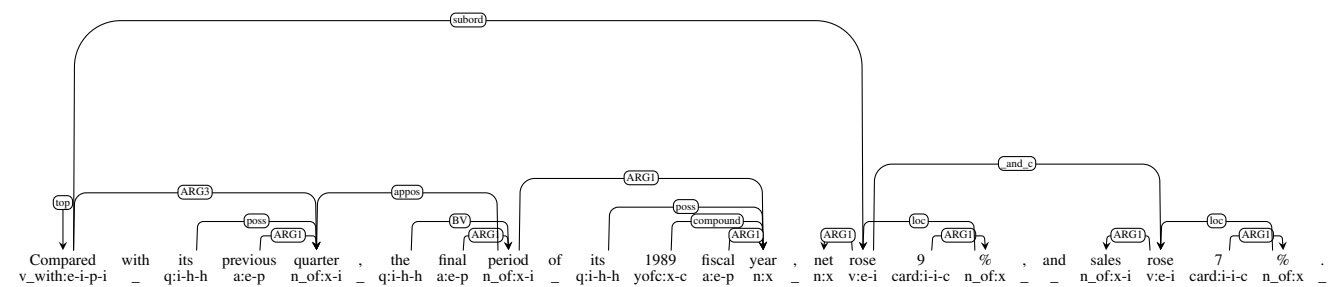 subord
_and_c
top ARG3 appos ARG1
poss BV poss compound loc loc
ARG1 ARG1 ARG1 ARG1 ARG1 ARG1 ARG1
Compared with its previous quarter , the final period of its 1989 fiscal year , net rose 9 % , and sales rose 7 % .
v_with:e-i-p-i _ q:i-h-h a:e-p n_of:x-i _ q:i-h-h a:e-p n_of:x-i _ q:i-h-h yofc:x-c a:e-p n:x _ n:x v:e-i card:i-i-c n_of:x _ _ n_of:x-i v:e-i card:i-i-c n_of:x _